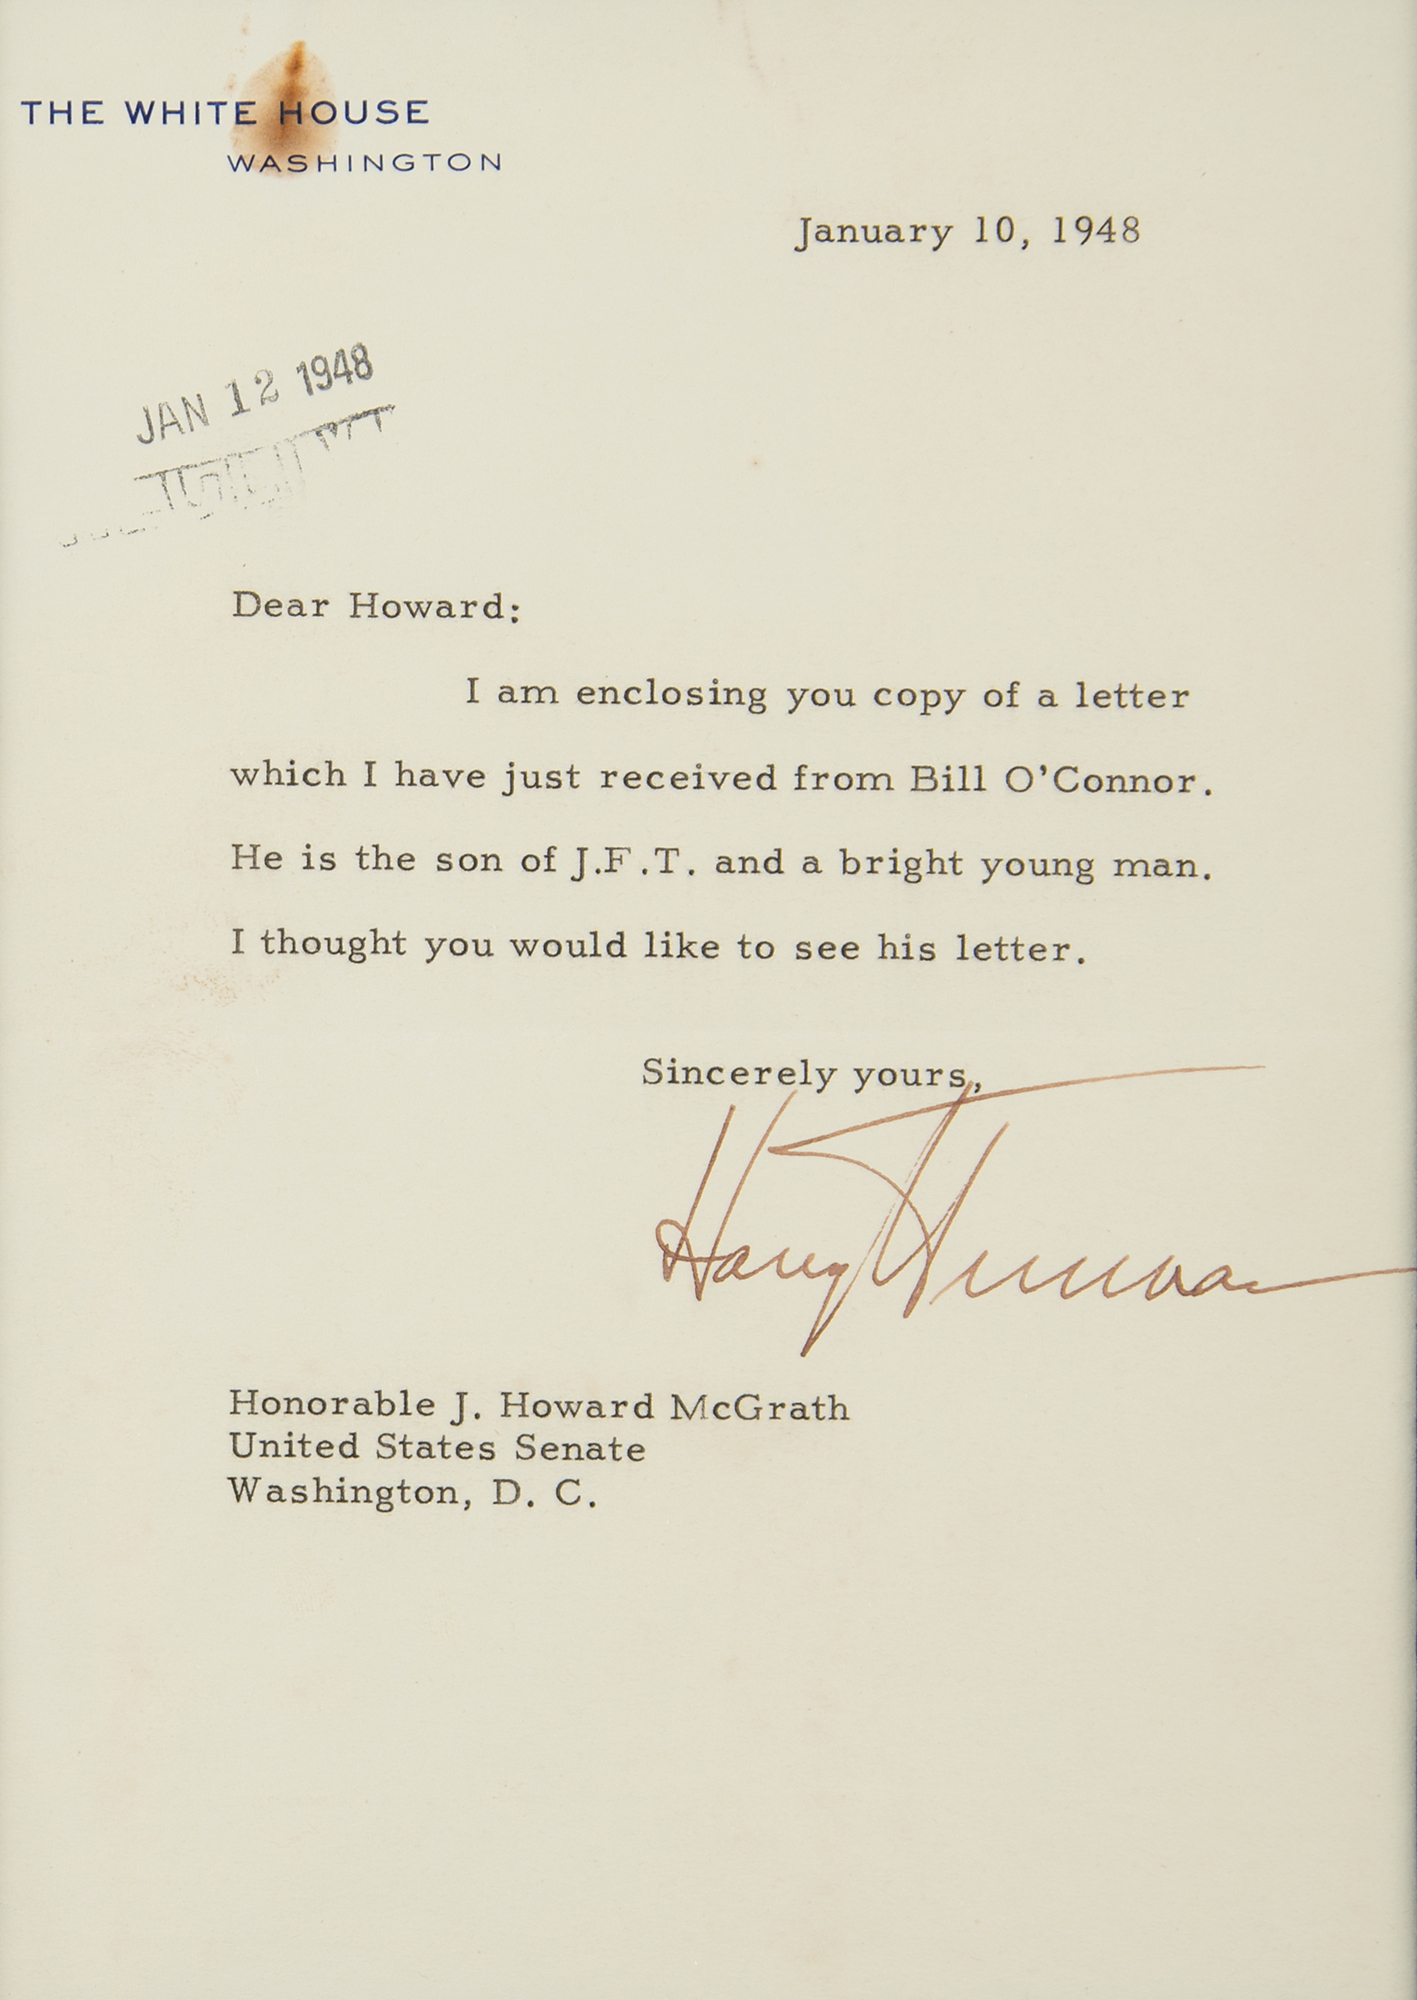 THE WHITE HOUSE
WASHINGTON
January 10, 1948
JAN 12 1948
Dear Howard:
I am enclosing you copy of a letter
which I have just received from Bill O'Connor.
He is the son of J.F.T. and a bright young man.
I thought you would like to see his letter.
Sincerely yours,
Harry Truman
Honorable J. Howard McGrath
United States Senate
Washington, D. C.